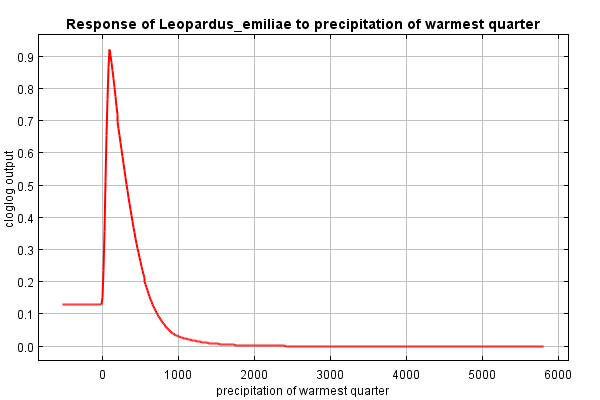 Response of Leopardus_emiliae to precipitation of warmest quarter
cloglog output
0.9
0.8
0.7
0.6
0.5
0.4
0.3
0.2
0.1
0.0
0 1000 2000 3000 4000 5000 6000
precipitation of warmest quarter